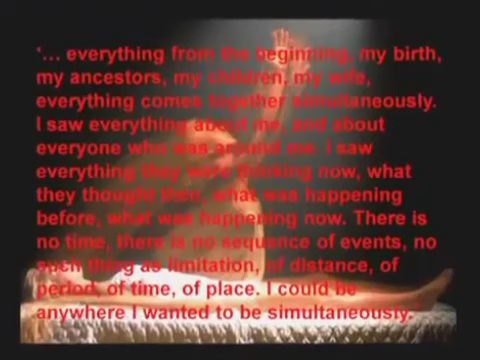 ‘... everything from the beginning, my birth,
my ancestors, my children, my wife,
everything comes together simultaneously.
I saw everything about me, and about
everyone who was around me. I saw
everything they were thinking now, what
they thought then, what was happening
before, what was happening now. There is
no time, there is no sequence of events, no
such thing as limitation, of distance, of
period, of time, of place. I could be
anywhere I wanted to be simultaneously.